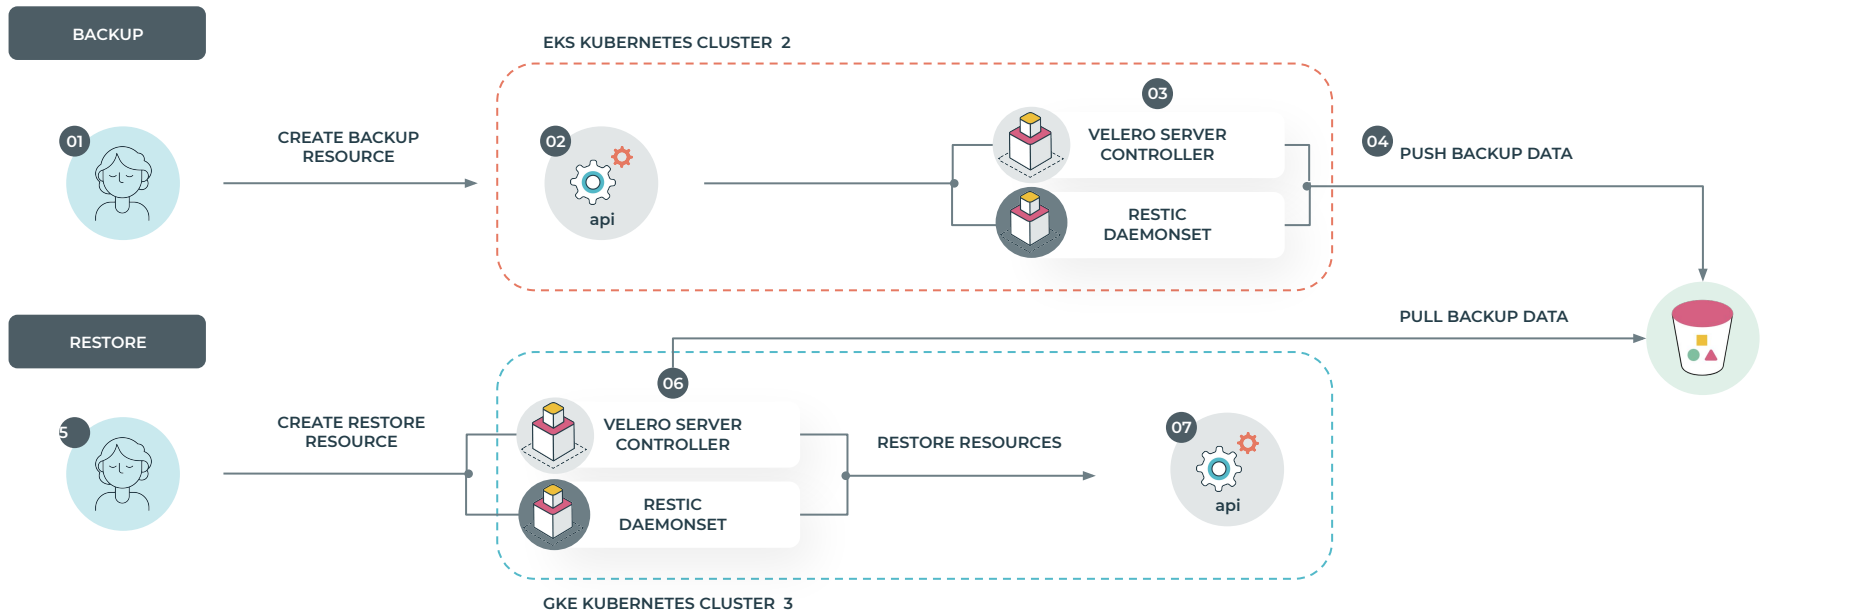 BACKUP
EKS KUBERNETES CLUSTER 2
01
CREATE BACKUP
RESOURCE
02
api
03
VELERO SERVER
CONTROLLER
RESTIC
DAEMONSET
04
PUSH BACKUP DATA
RESTORE
PULL BACKUP DATA
5
CREATE RESTORE
RESOURCE
06
VELERO SERVER
CONTROLLER
RESTIC
DAEMONSET
RESTORE RESOURCES
07
api
GKE KUBERNETES CLUSTER 3